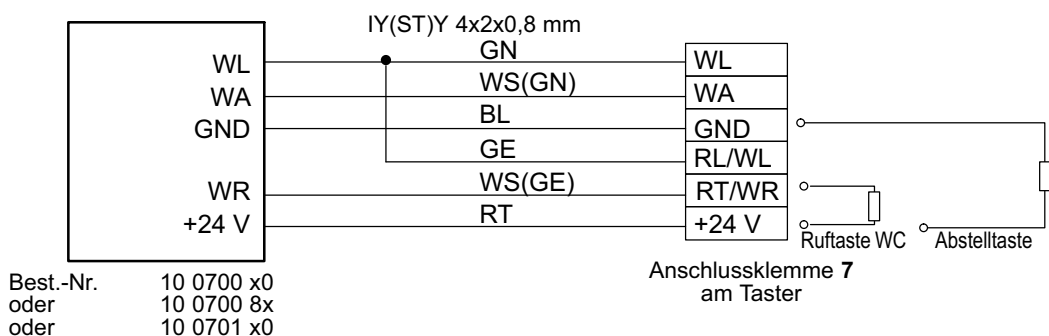 IY(ST)Y 4x2x0,8 mm
WL GN WL
WA WS(GN) WA
GND BL GND
GE RL/WL
WR WS(GE) RT/WR
+24 V RT +24 V
Ruftaste WC Abstelltaste
Anschlussklemme 7
am Taster
Best.-Nr. 10 0700 x0
oder 10 0700 8x
oder 10 0701 x0